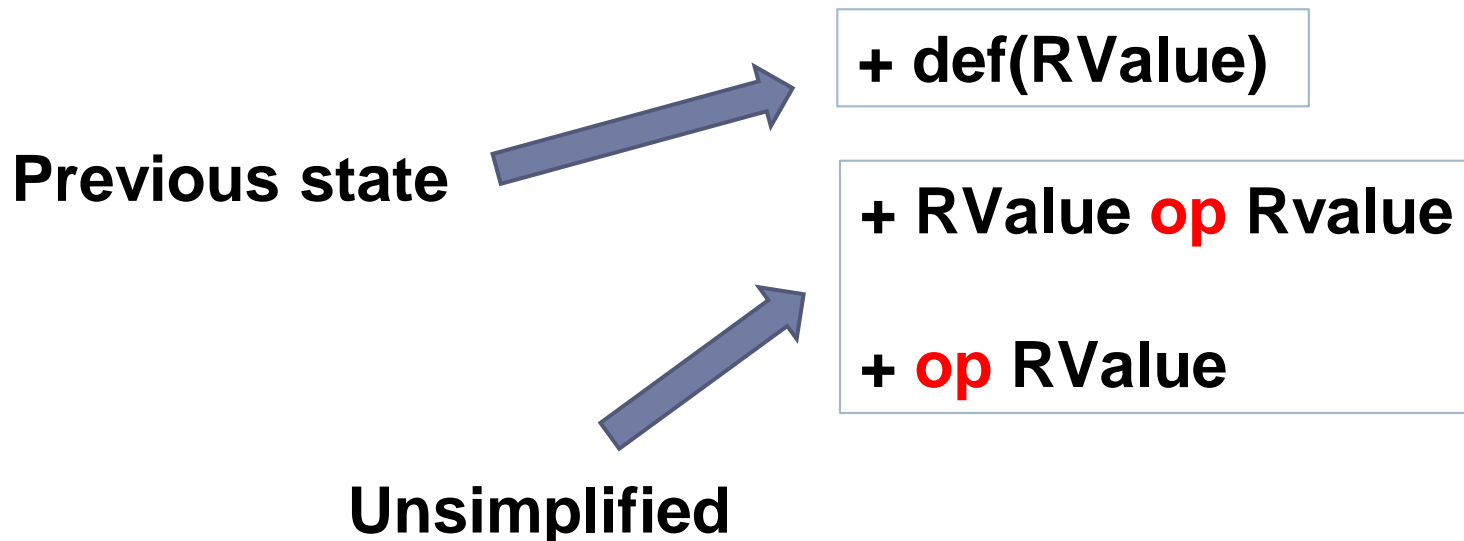 + def(RValue)
Previous state
+ RValue op Rvalue
+ op RValue
Unsimplified